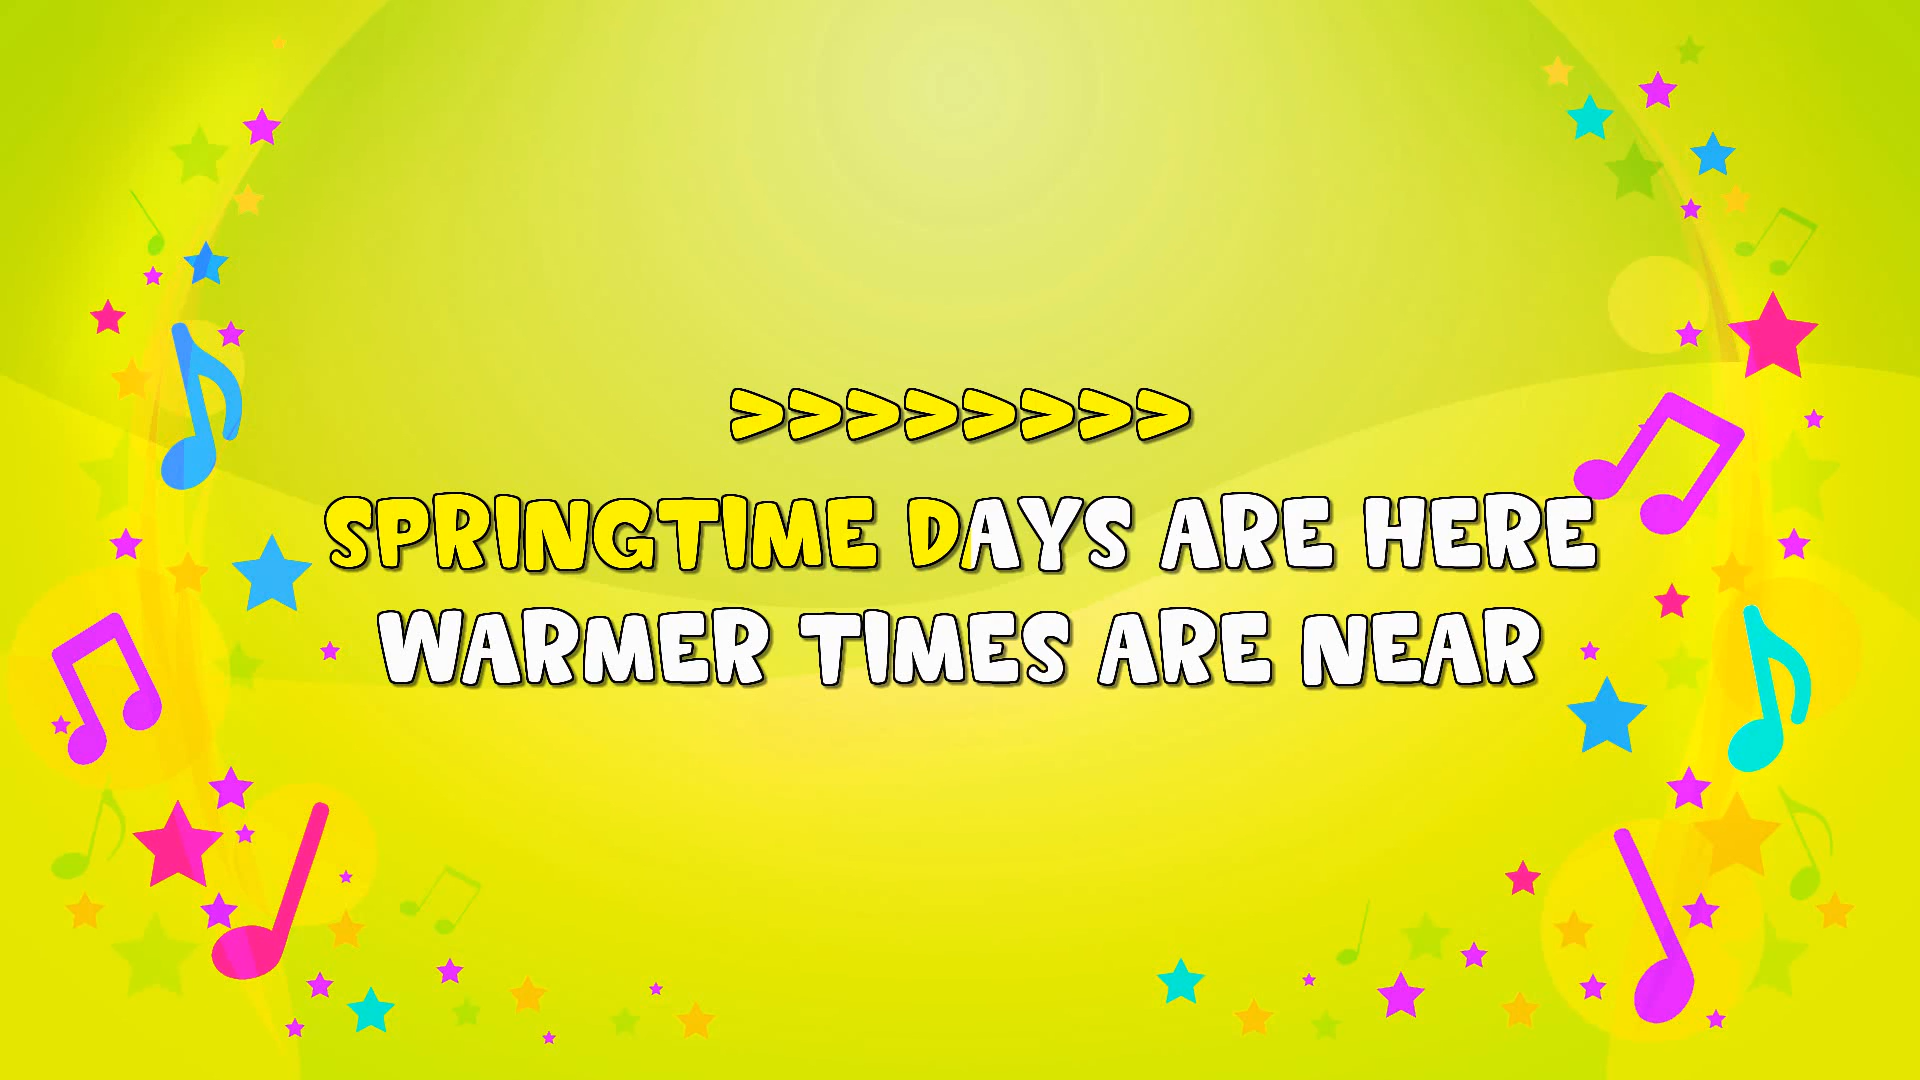 >>>>>>>>
SPRINGTIME DAYS ARE HERE
WARMER TIMES ARE NEAR